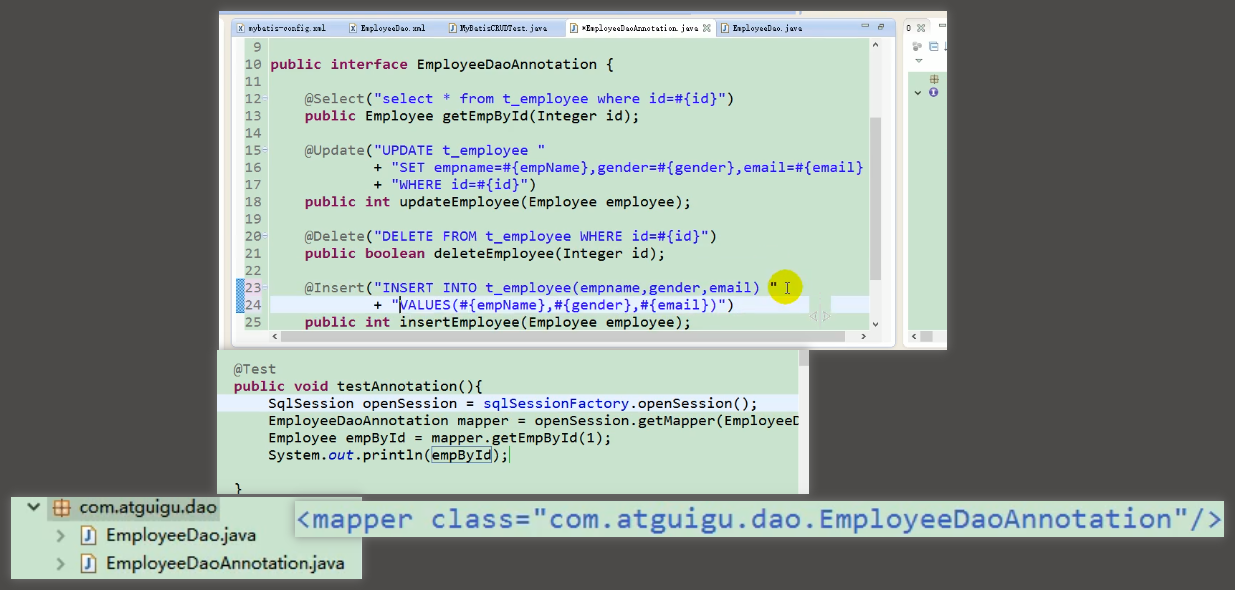 mybatis-config.xml
EmployeeDao.xml
MyBatisCRUDTest.java
*EmployeeDaoAnnotation.java
EmployeeDao.java
9
10 public interface EmployeeDaoAnnotation {
11
12 @Select("select * from t_employee where id=#{id}")
13 public Employee getEmpById(Integer id);
14
15 @Update("UPDATE t_employee "
16 + "SET empname=#{empName},gender=#{gender},email=#{email}
17 + "WHERE id=#{id}")
18 public int updateEmployee(Employee employee);
19
20 @Delete("DELETE FROM t_employee WHERE id=#{id}")
21 public boolean deleteEmployee(Integer id);
22
23 @Insert("INSERT INTO t_employee(empname,gender,email) "
24 + "VALUES(#{empName},#{gender},#{email})")
25 public int insertEmployee(Employee employee);
@Test
public void testAnnotation(){
SqlSession openSession = sqlSessionFactory.openSession();
EmployeeDaoAnnotation mapper = openSession.getMapper(EmployeeD
Employee empById = mapper.getEmpById(1);
System.out.println(empById);
}
com.atguigu.dao
EmployeeDao.java
EmployeeDaoAnnotation.java
<mapper class="com.atguigu.dao.EmployeeDaoAnnotation"/>